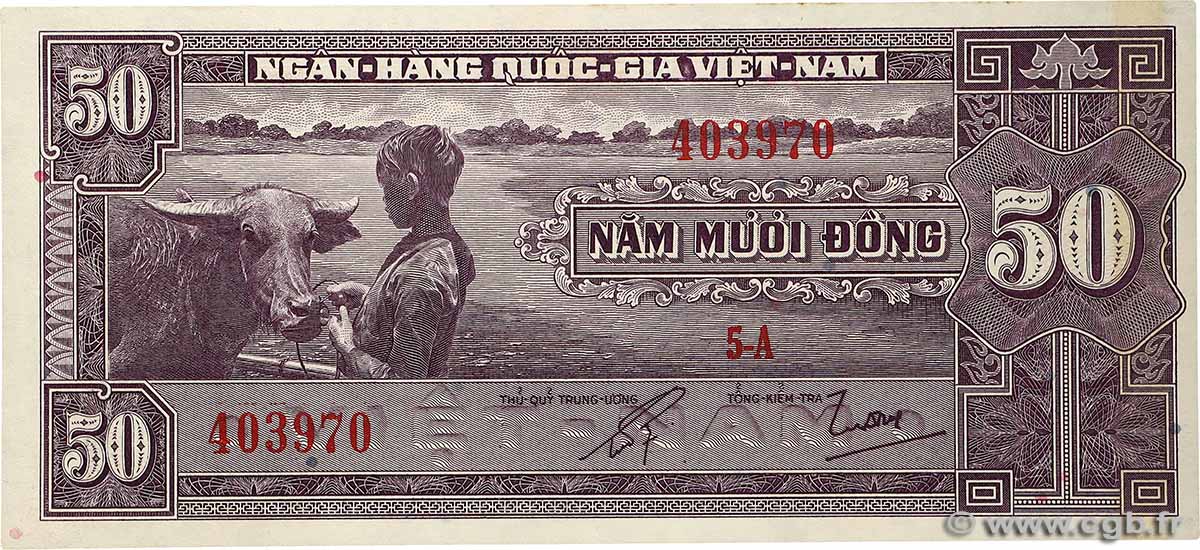 50
NGÂN-HÀNG QUỐC-GIA VIỆT-NAM
403970
NĂM MƯƠI ĐỒNG
50
5-A
THỦ-QUỸ TRUNG-ƯƠNG
TỔNG-KIỂM-TRA
50
403970
© www.cgb.fr